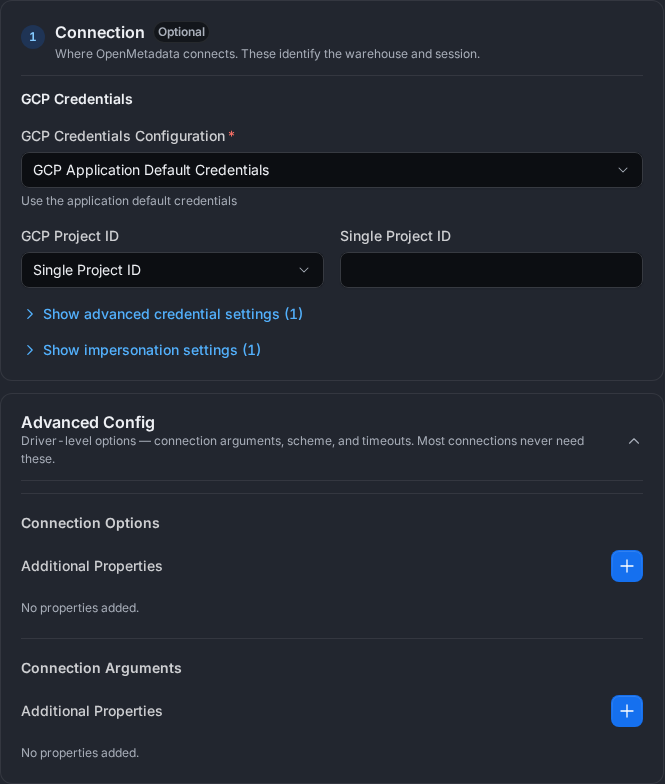 1
Connection
Optional
Where OpenMetadata connects. These identify the warehouse and session.
GCP Credentials
GCP Credentials Configuration *
GCP Application Default Credentials
Use the application default credentials
GCP Project ID
Single Project ID
Single Project ID
Show advanced credential settings (1)
Show impersonation settings (1)
Advanced Config
Driver-level options — connection arguments, scheme, and timeouts. Most connections never need
these.
Connection Options
Additional Properties
No properties added.
Connection Arguments
Additional Properties
No properties added.